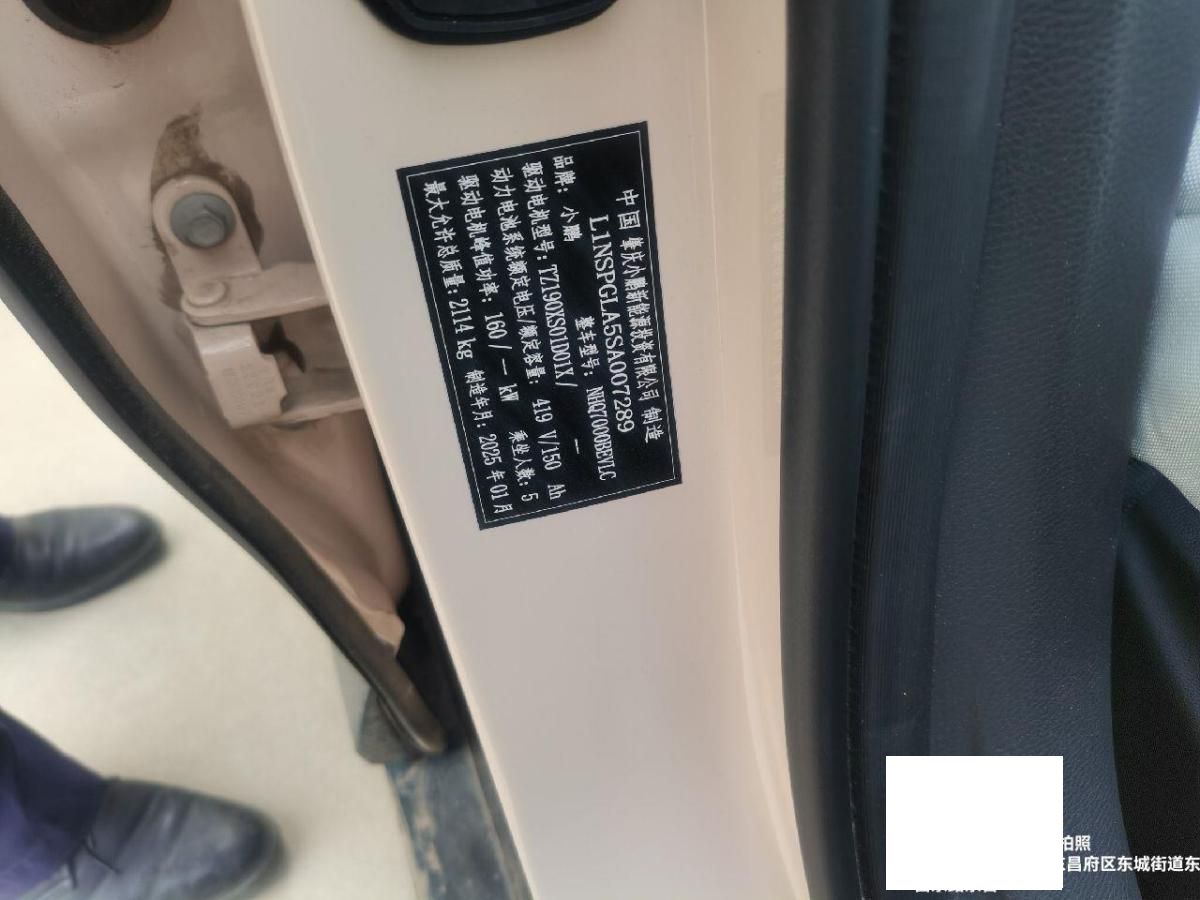 中国 肇庆小鹏新能源投资有限公司 制造
L1NSPGLA5SA007289
品牌：小鹏 整车型号：NHQ7000BEVLC
驱动电机型号：TZ190XS01D01X/ —
动力电池系统额定电压/额定容量：419 V/150 Ah
驱动电机峰值功率：160/ — kW 乘坐人数：5
最大允许总质量：2114 kg 制造年月：2025 年 01 月
拍照
昌府区东城街道东